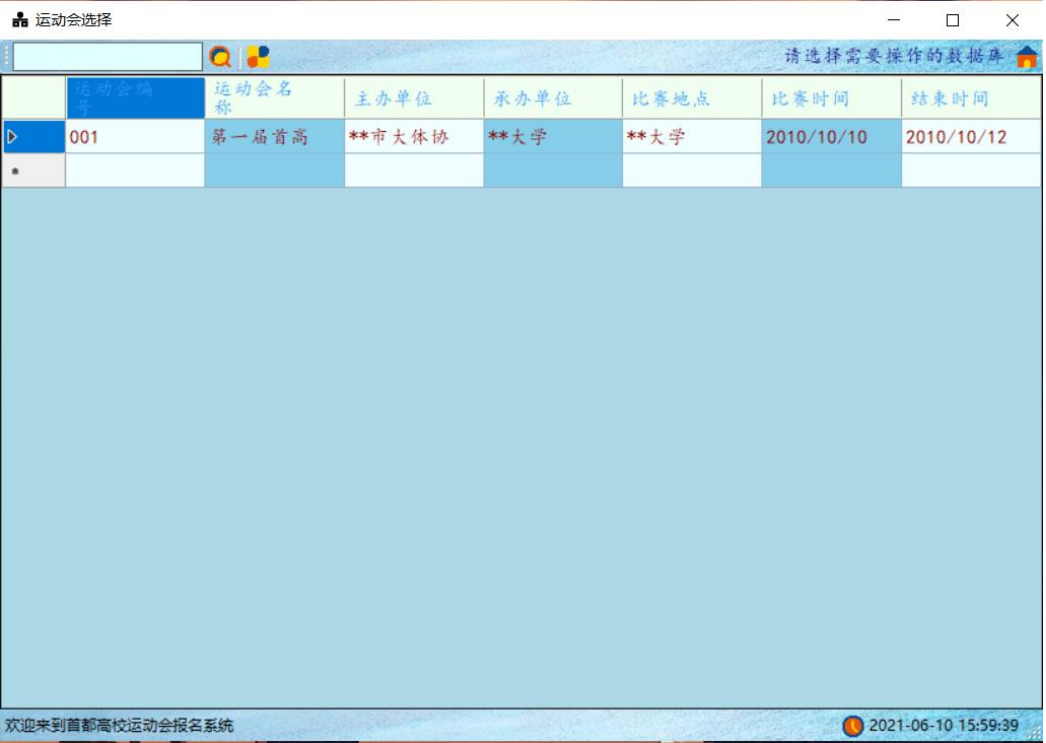 运动会选择
请选择需要操作的数据库
运动会编
号
运动会名
称
主办单位
承办单位
比赛地点
比赛时间
结束时间
001
第一届首高
**市大体协
**大学
**大学
2010/10/10
2010/10/12
欢迎来到首都高校运动会报名系统
2021-06-10 15:59:39